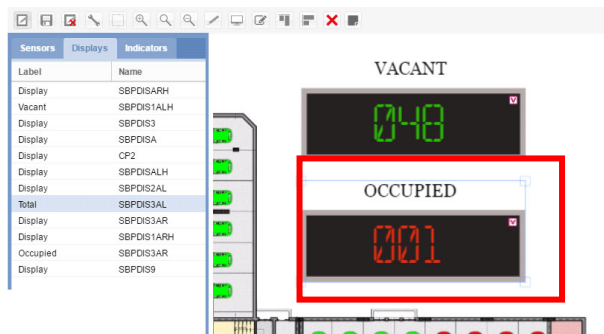 Sensors Displays Indicators
Label Name
Display SBPDISARH
Vacant SBPDIS1ALH
Display SBPDIS3
Display SBPDISA
Display CP2
Display SBPDISALH
Display SBPDIS2AL
Total SBPDIS3AL
Display SBPDIS3AR
Display SBPDIS1ARH
Occupied SBPDIS3AR
Display SBPDIS9
VACANT
V
048
OCCUPIED
V
001